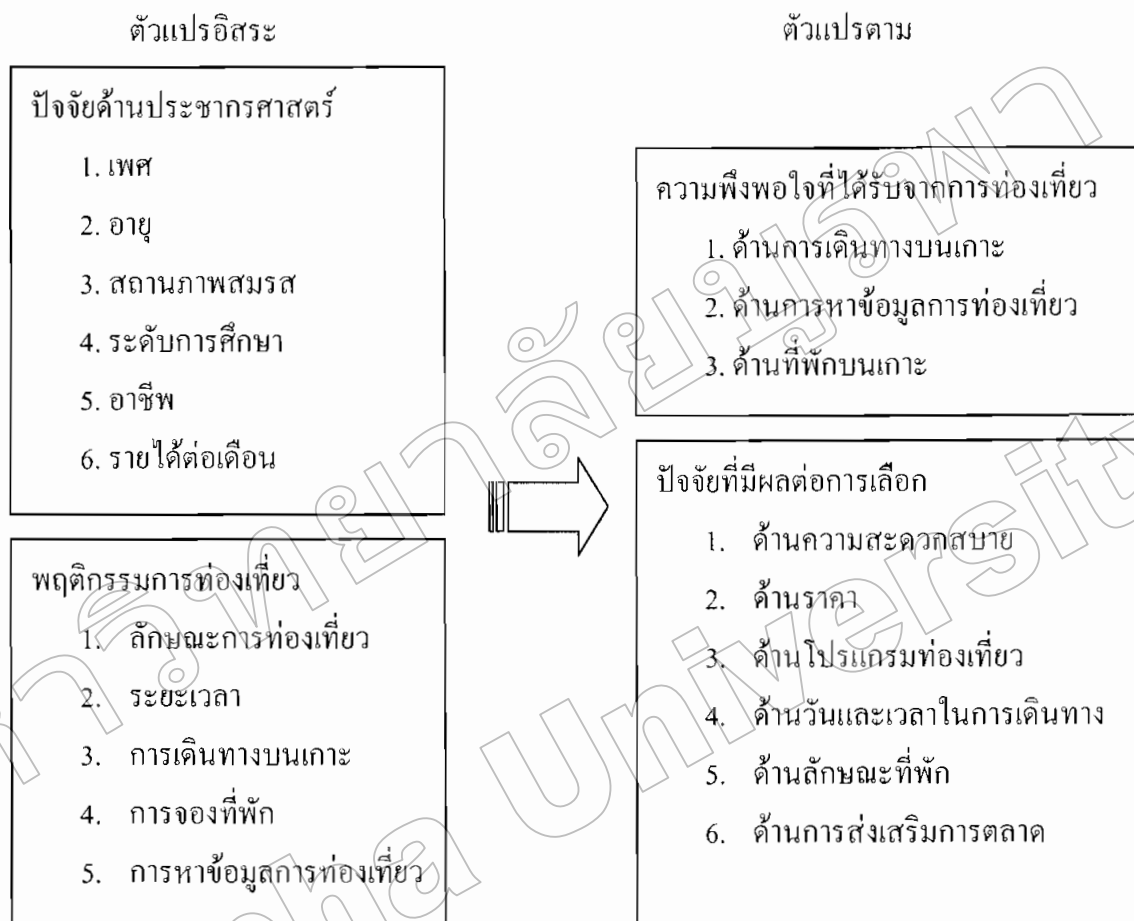 ตัวแปรอิสระ
ปัจจัยด้านประชากรศาสตร์
1. เพศ
2. อายุ
3. สถานภาพสมรส
4. ระดับการศึกษา
5. อาชีพ
6. รายได้ต่อเดือน
พฤติกรรมการท่องเที่ยว
1. ลักษณะการท่องเที่ยว
2. ระยะเวลา
3. การเดินทางบนเกาะ
4. การจองที่พัก
5. การหาข้อมูลการท่องเที่ยว
ตัวแปรตาม
ความพึงพอใจที่ได้รับจากการท่องเที่ยว
1. ด้านการเดินทางบนเกาะ
2. ด้านการหาข้อมูลการท่องเที่ยว
3. ด้านที่พักบนเกาะ
ปัจจัยที่มีผลต่อการเลือก
1. ด้านความสะดวกสบาย
2. ด้านราคา
3. ด้านโปรแกรมท่องเที่ยว
4. ด้านวันและเวลาในการเดินทาง
5. ด้านลักษณะที่พัก
6. ด้านการส่งเสริมการตลาด
าวิทยาลัยบูรพา
pha University